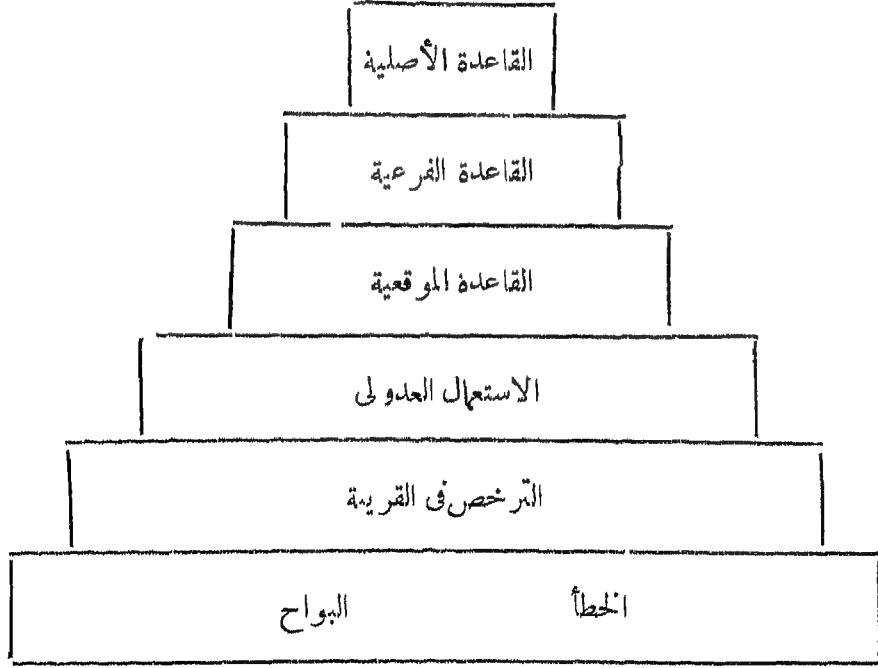 القاعدة الأصلية
القاعدة الفرعية
القاعدة الموقعية
الاستعمال العدولى
الترخص فى القرينة
الخطأ البواح